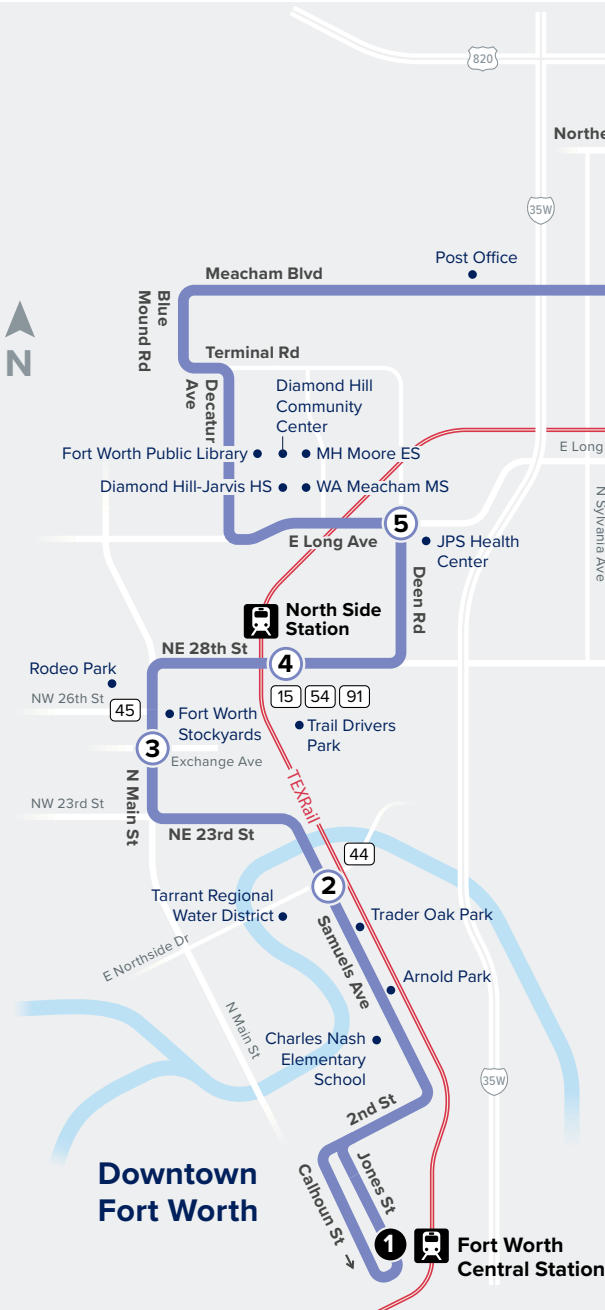 820
Northe
35W
Post Office
Meacham Blvd
Blue
Mound Rd
N
Terminal Rd
Decatur
Ave
Diamond Hill
Community
Center
Fort Worth Public Library
MH Moore ES
E Long
Diamond Hill-Jarvis HS
WA Meacham MS
N Sylvania Ave
5
E Long Ave
JPS Health
Center
Deen Rd
North Side
Station
NE 28th St
4
Rodeo Park
15
54
91
NW 26th St
45
Fort Worth
Stockyards
Trail Drivers
Park
3
Exchange Ave
N Main St
TEXRail
NW 23rd St
NE 23rd St
44
2
Tarrant Regional
Water District
Trader Oak Park
Samuels Ave
E Northside Dr
Arnold Park
N Main St
Charles Nash
Elementary
School
35W
2nd St
Downtown
Fort Worth
Jones St
Calhoun St
1
Fort Worth
Central Station